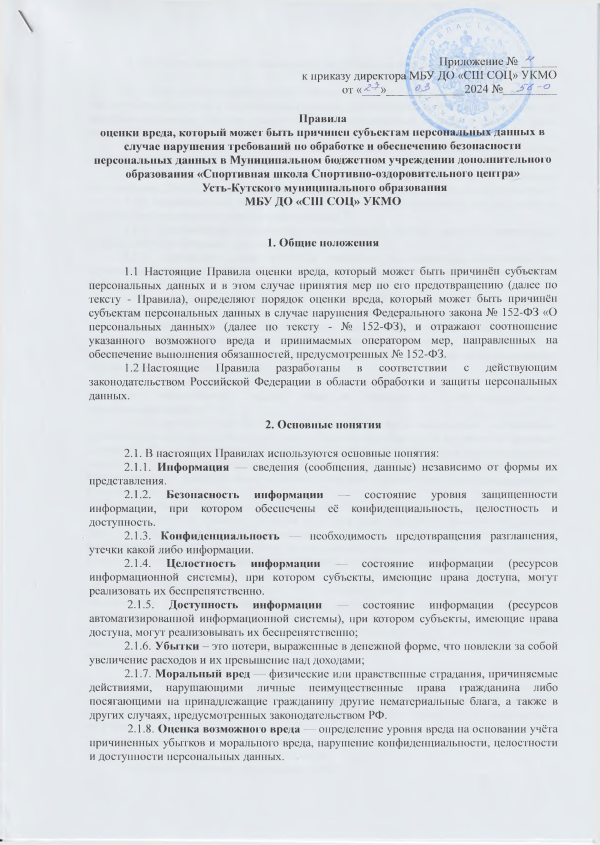 Приложение № 4
к приказу директора МБУ ДО «СШ СОЦ» УКМО
от «27» 03 2024 № 58-О
Правила
оценки вреда, который может быть причинен субъектам персональных данных в
случае нарушения требований по обработке и обеспечению безопасности
персональных данных в Муниципальном бюджетном учреждении дополнительного
образования «Спортивная школа Спортивно-оздоровительного центра»
Усть-Кутского муниципального образования
МБУ ДО «СШ СОЦ» УКМО
1. Общие положения
1.1 Настоящие Правила оценки вреда, который может быть причинён субъектам
персональных данных и в этом случае принятия мер по его предотвращению (далее по
тексту - Правила), определяют порядок оценки вреда, который может быть причинён
субъектам персональных данных в случае нарушения Федерального закона № 152-ФЗ «О
персональных данных» (далее по тексту - № 152-ФЗ), и отражают соотношение
указанного возможного вреда и принимаемых оператором мер, направленных на
обеспечение выполнения обязанностей, предусмотренных № 152-ФЗ.
1.2 Настоящие Правила разработаны в соответствии с действующим
законодательством Российской Федерации в области обработки и защиты персональных
данных.
2. Основные понятия
2.1. В настоящих Правилах используются основные понятия:
2.1.1. Информация — сведения (сообщения, данные) независимо от формы их
представления.
2.1.2. Безопасность информации — состояние уровня защищенности
информации, при котором обеспечены её конфиденциальность, целостность и
доступность.
2.1.3. Конфиденциальность — необходимость предотвращения разглашения,
утечки какой либо информации.
2.1.4. Целостность информации — состояние информации (ресурсов
информационной системы), при котором субъекты, имеющие права доступа, могут
реализовать их беспрепятственно.
2.1.5. Доступность информации — состояние информации (ресурсов
автоматизированной информационной системы), при котором субъекты, имеющие права
доступа, могут реализовывать их беспрепятственно;
2.1.6. Убытки – это потери, выраженные в денежной форме, что повлекли за собой
увеличение расходов и их превышение над доходами;
2.1.7. Моральный вред — физические или нравственные страдания, причиняемые
действиями, нарушающими личные неимущественные права гражданина либо
посягающими на принадлежащие гражданину другие нематериальные блага, а также в
других случаях, предусмотренных законодательством РФ.
2.1.8. Оценка возможного вреда — определение уровня вреда на основании учёта
причиненных убытков и морального вреда, нарушение конфиденциальности, целостности
и доступности персональных данных.